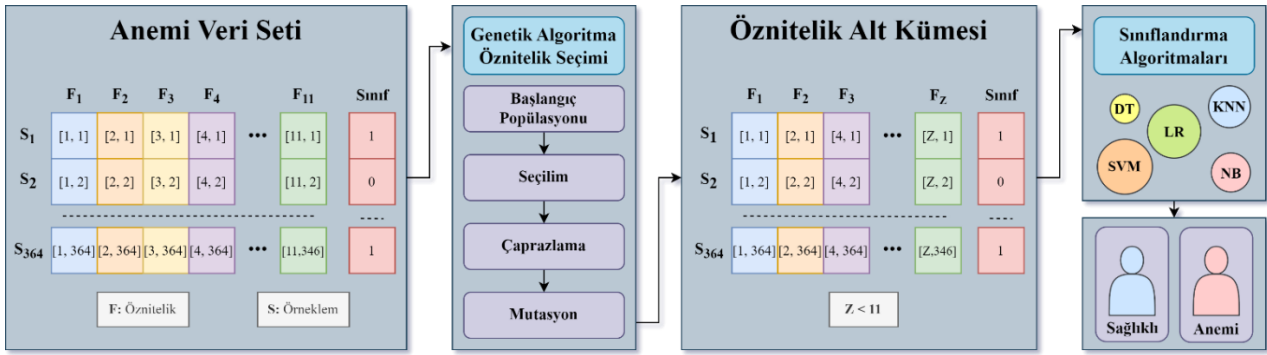 Anemi Veri Seti
F1 F2 F3 F4 F11 Sınıf
S1 [1, 1] [2, 1] [3, 1] [4, 1] ••• [11, 1] 1
S2 [1, 2] [2, 2] [3, 2] [4, 2] [11, 2] 0
S364 [1, 364] [2, 364] [3, 364] [4, 364] ••• [11,346] 1
F: Öznitelik
S: Örneklem
Genetik Algoritma
Öznitelik Seçimi
Başlangıç
Popülasyonu
Seçilim
Çaprazlama
Mutasyon
Öznitelik Alt Kümesi
F1 F2 F3 FZ Sınıf
S1 [1, 1] [2, 1] [4, 1] ••• [Z, 1] 1
S2 [1, 2] [2, 2] [4, 2] [Z, 2] 0
S364 [1, 364] [2, 364] [4, 364] ••• [Z,346] 1
Z < 11
Sınıflandırma
Algoritmaları
DT
KNN
LR
SVM
NB
Sağlıklı
Anemi